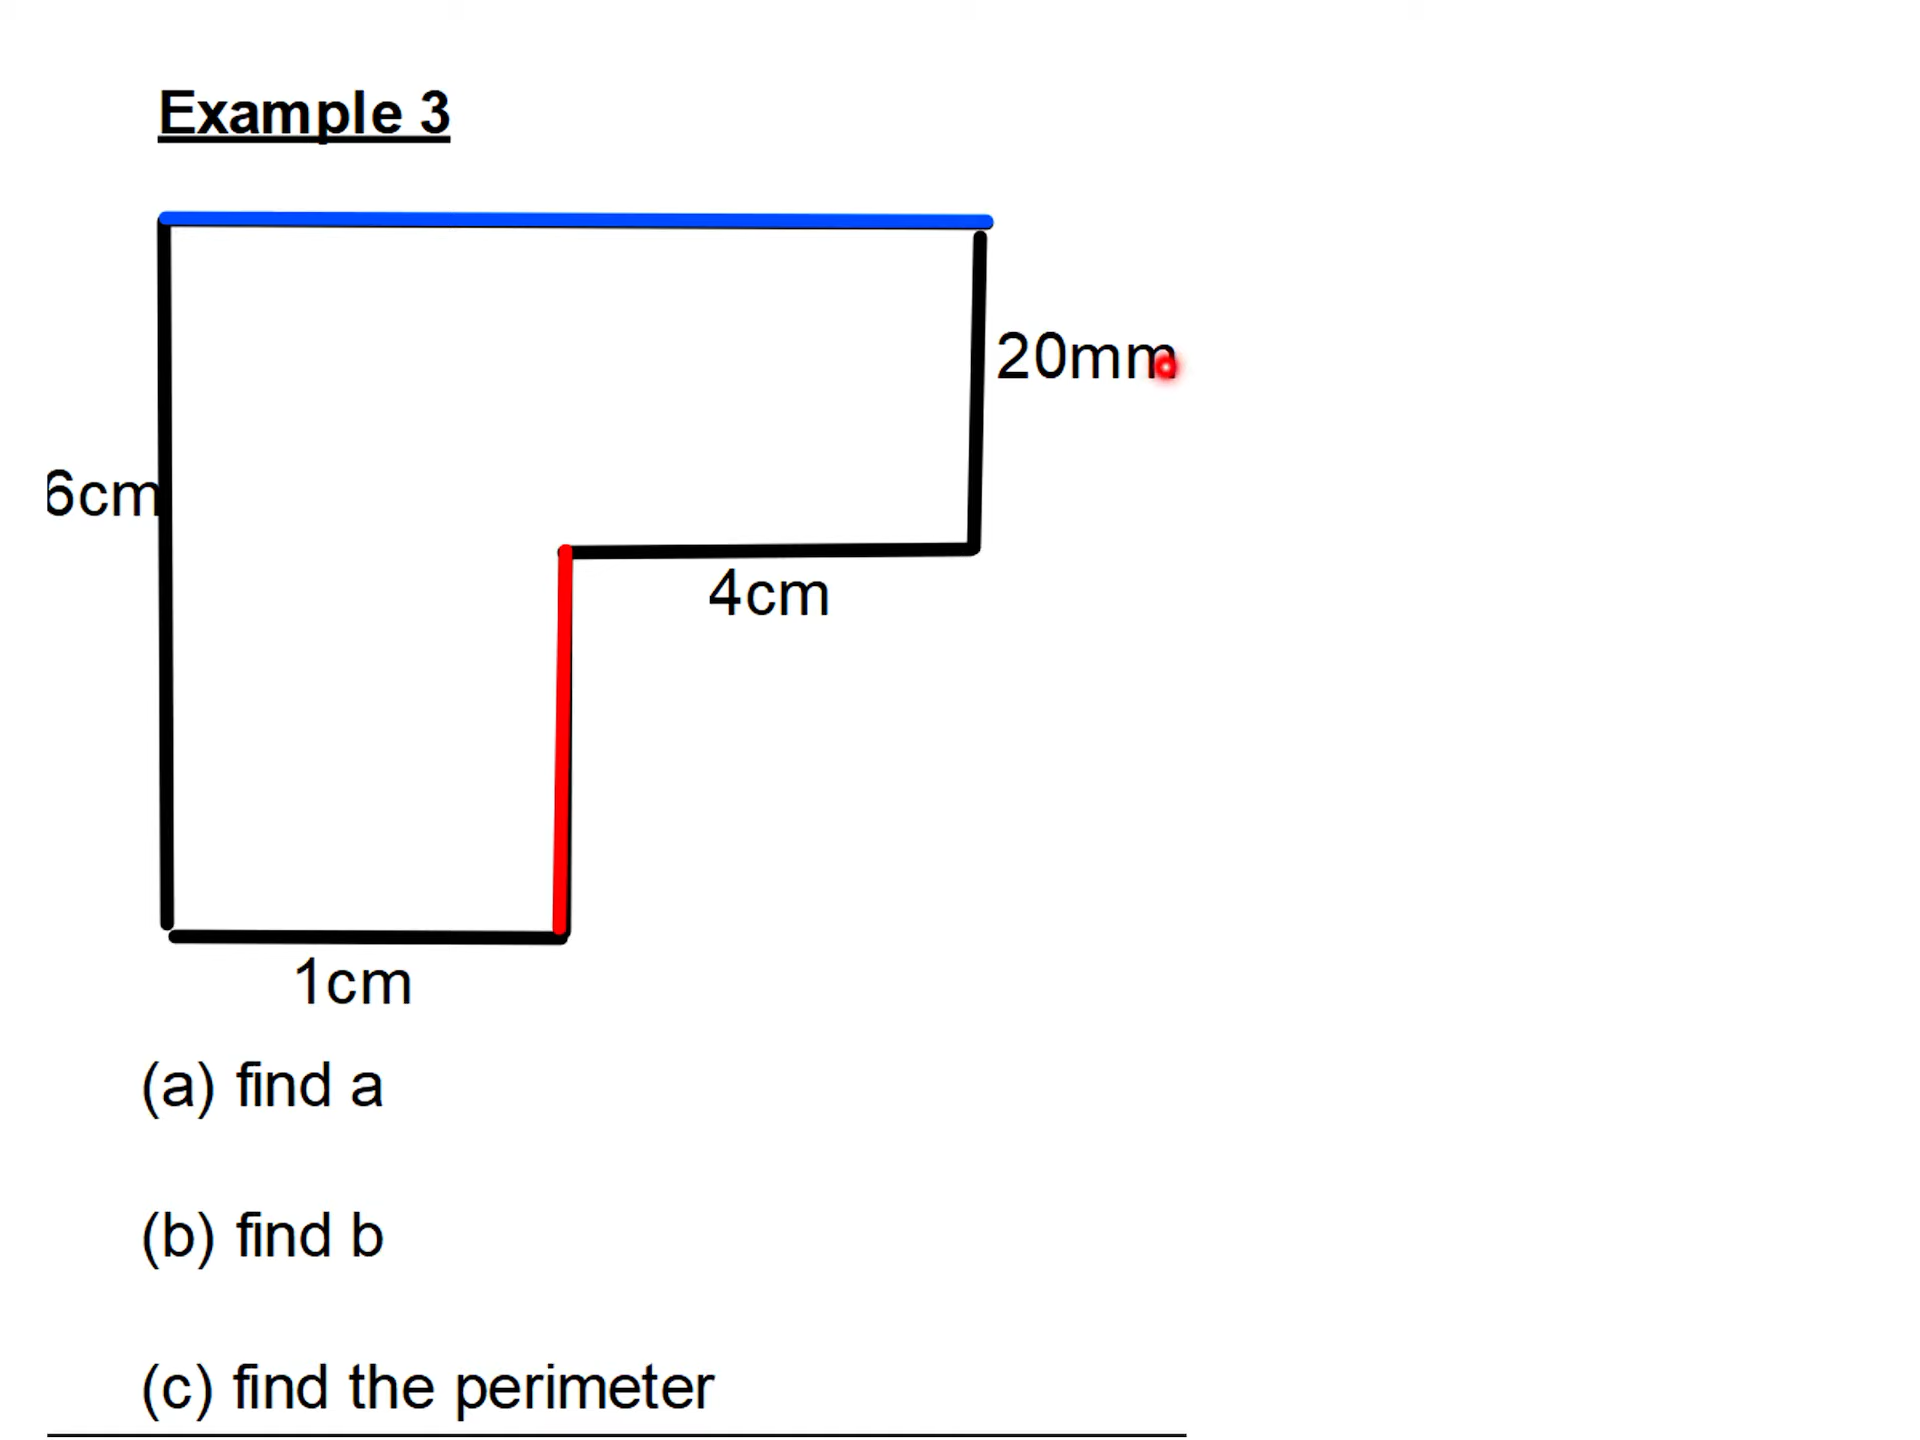 Example 3
20mm
6cm
4cm
1cm
(a) find a
(b) find b
(c) find the perimeter